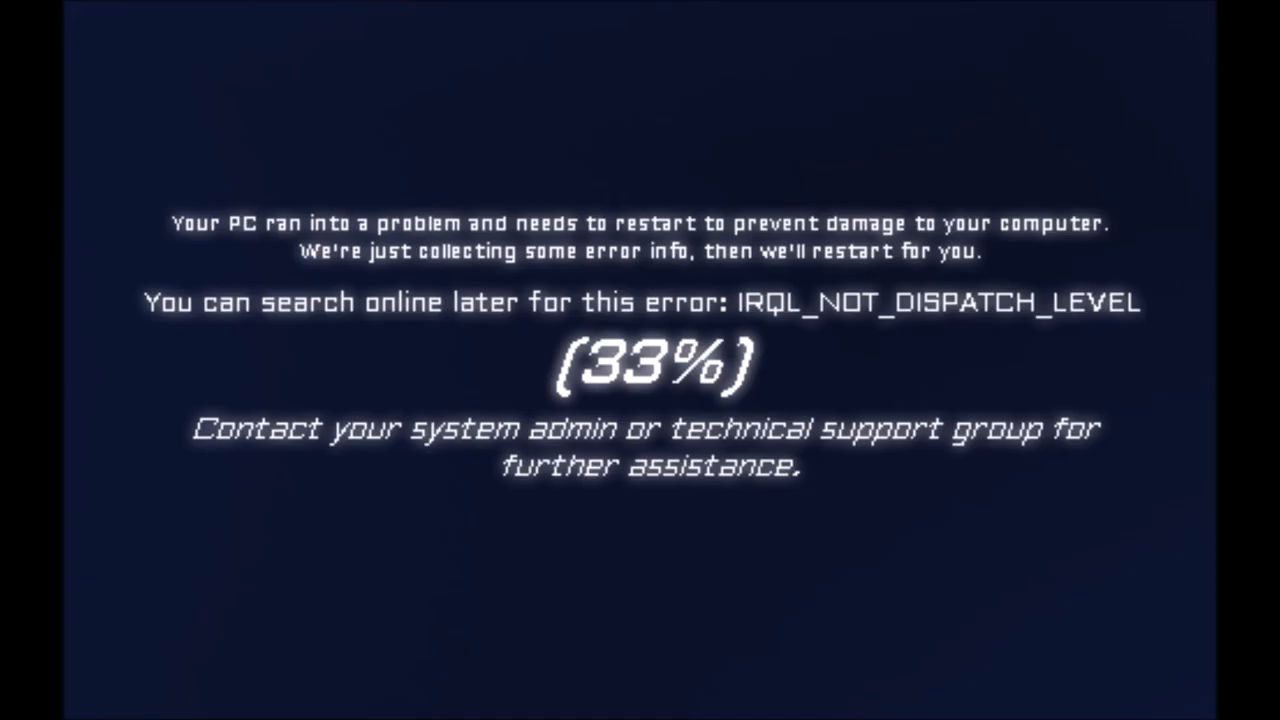 Your PC ran into a problem and needs to restart to prevent damage to your computer.
We're just collecting some error info, then we'll restart for you.
You can search online later for this error: IRQL_NOT_DISPATCH_LEVEL
(33%)
Contact your system admin or technical support group for
further assistance.